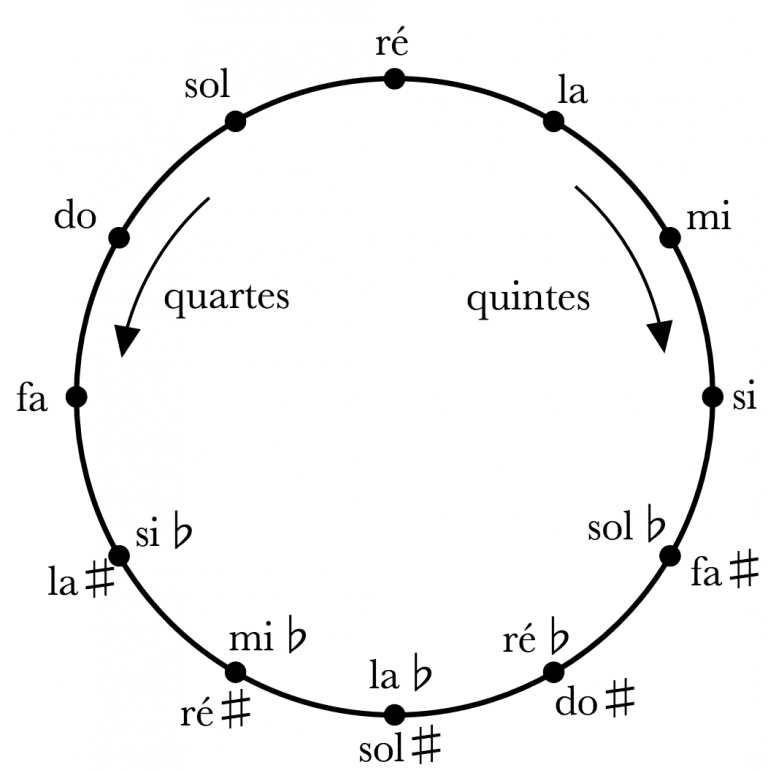 ré
sol
la
do
mi
quartes
quintes
fa
si
si ♭
sol ♭
la ♯
fa ♯
mi ♭
ré ♭
la ♭
ré ♯
do ♯
sol ♯